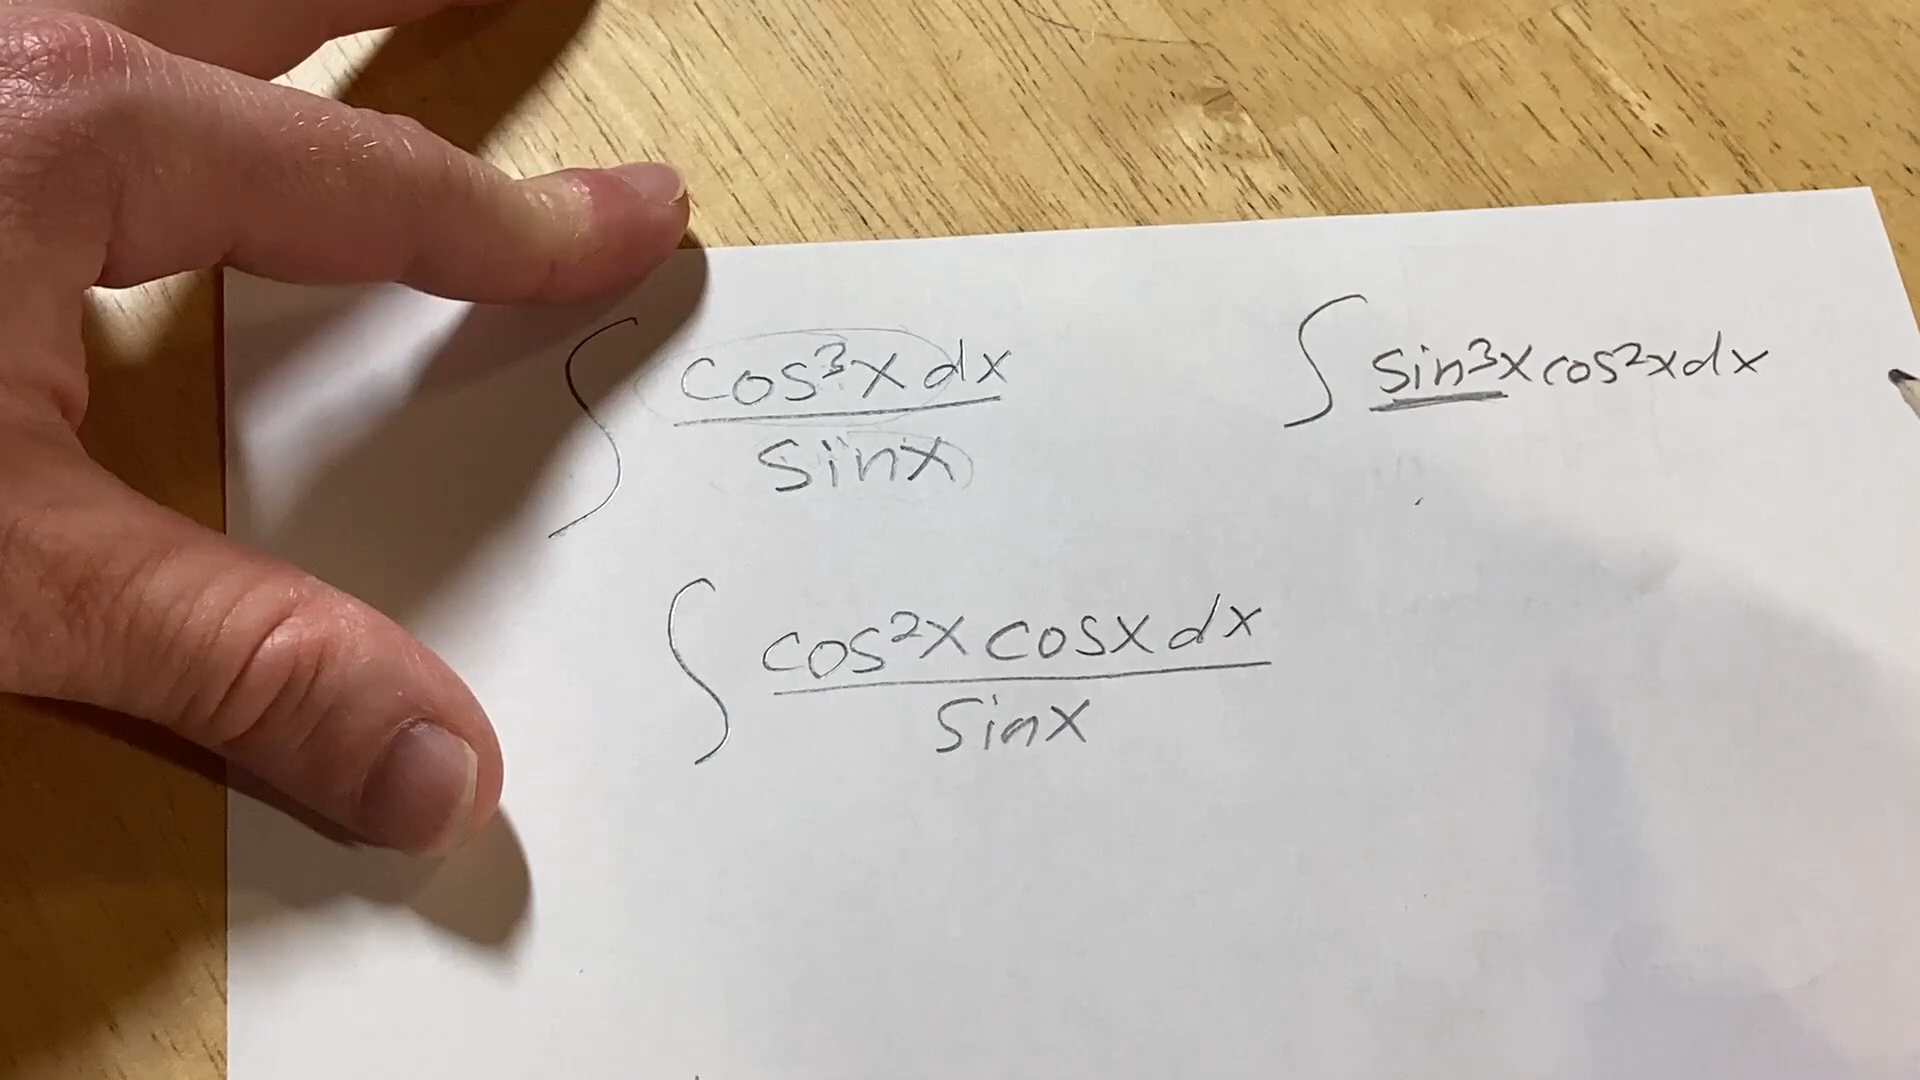 ∫ cos³x dx / sinx
∫ sin³x cos²x dx
∫ cos²x cosx dx / sinx